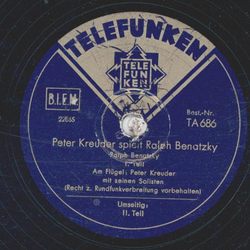 TELEFUNKEN
TELE
FUN
KEN
B.I.E.M.
22665
Best.-Nr.
TA 686
Peter Kreuder spielt Ralph Benatzky
Ralph Benatzky
I. Teil
Am Flügel: Peter Kreuder
mit seinen Solisten
(Recht z. Rundfunkverbreitung vorbehalten)
Umseitig:
II. Teil